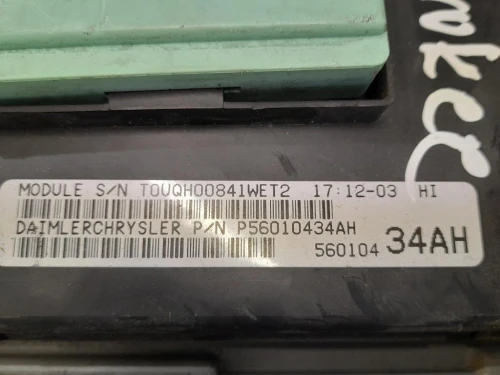 MODULE S/N T0UQH00841WET2 17:12-03 HI
DAIMLERCHRYSLER P/N P56010434AH
560104 34AH